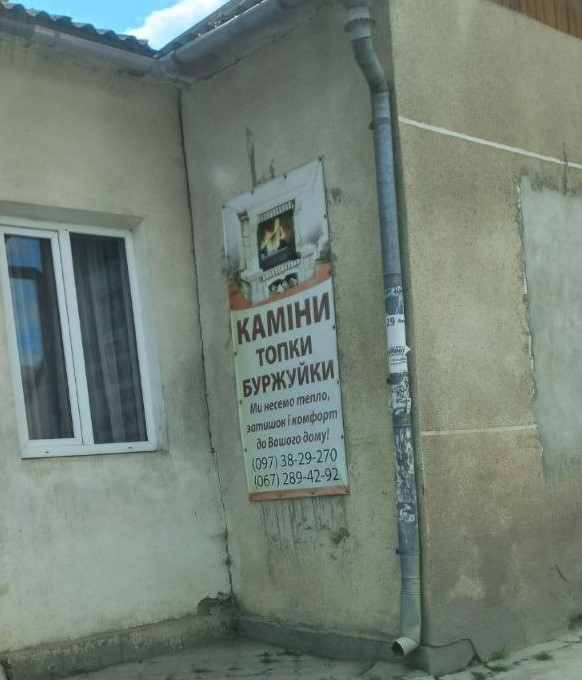 КАМІНИ
ТОПКИ
БУРЖУЙКИ
Ми несемо тепло,
затишок і комфорт
до Вашого дому!
(097) 38-29-270
(067) 289-42-92